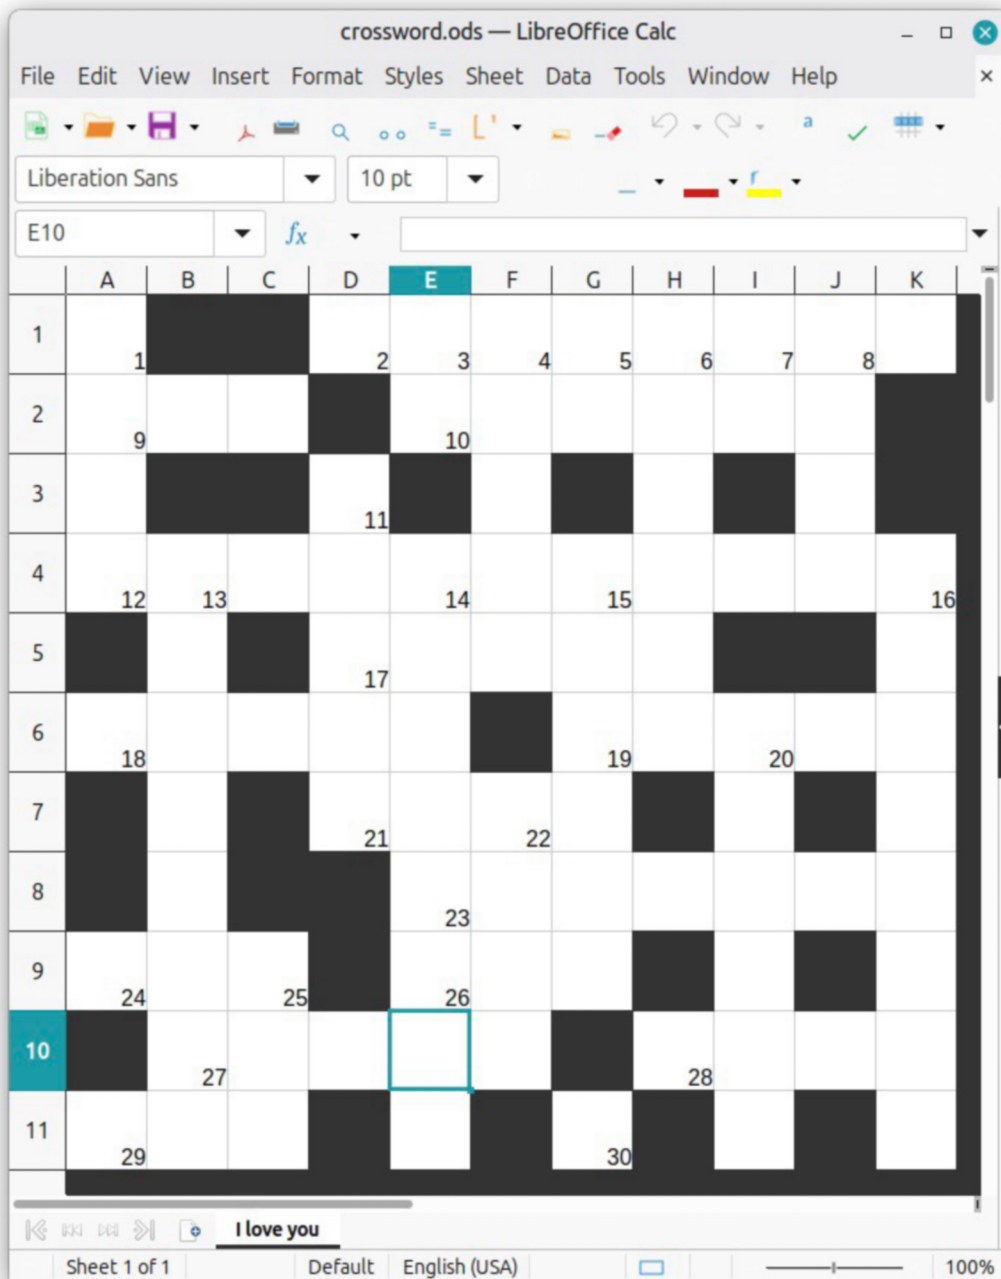 crossword.ods — LibreOffice Calc
File Edit View Insert Format Styles Sheet Data Tools Window Help
a
Liberation Sans 10 pt
E10 fx
A B C D E F G H I J K
1
1 2 3 4 5 6 7 8
2
9 10
3
11
4
12 13 14 15 16
5
17
6
18 19 20
7
21 22
8
23
9
24 25 26
10
27 28
11
29 30
I love you
Sheet 1 of 1 Default English (USA) 100%